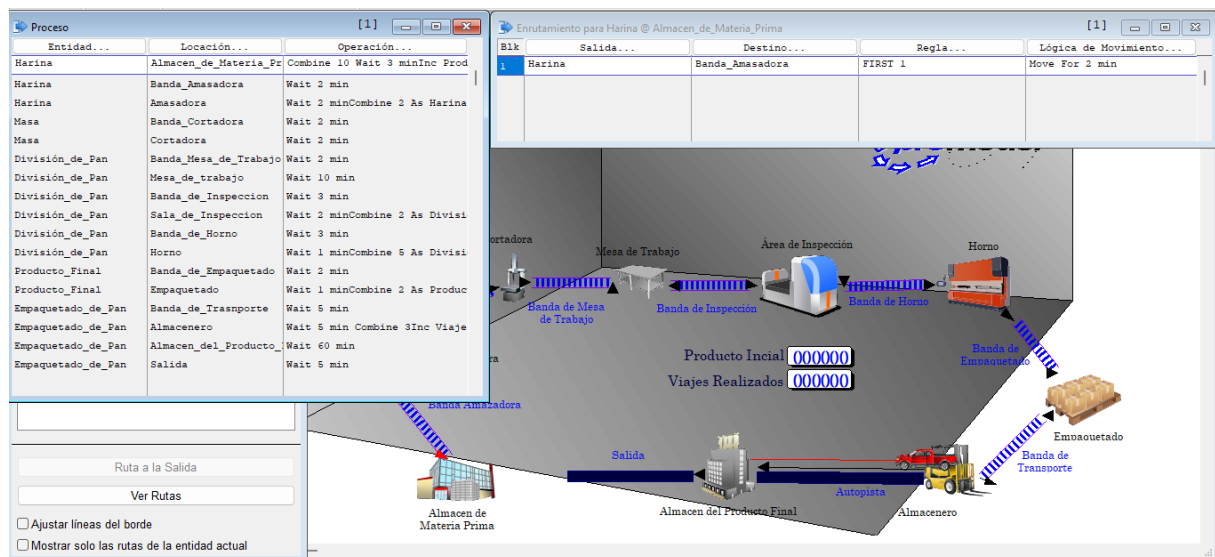 Proceso [1]
Entidad... Locación... Operación...
Harina Almacen_de_Materia_Pr Combine 10 Wait 3 minInc Prod
Harina Banda_Amasadora Wait 2 min
Harina Amasadora Wait 2 minCombine 2 As Harina
Masa Banda_Cortadora Wait 2 min
Masa Cortadora Wait 2 min
División_de_Pan Banda_Mesa_de_Trabajo Wait 2 min
División_de_Pan Mesa_de_trabajo Wait 10 min
División_de_Pan Banda_de_Inspeccion Wait 3 min
División_de_Pan Sala_de_Inspeccion Wait 2 minCombine 2 As Divisi
División_de_Pan Banda_de_Horno Wait 3 min
División_de_Pan Horno Wait 1 minCombine 5 As Divisi
Producto_Final Banda_de_Empaquetado Wait 2 min
Producto_Final Empaquetado Wait 1 minCombine 2 As Produc
Empaquetado_de_Pan Banda_de_Trasnporte Wait 5 min
Empaquetado_de_Pan Almacenero Wait 5 min Combine 3Inc Viaje
Empaquetado_de_Pan Almacen_del_Producto_ Wait 60 min
Empaquetado_de_Pan Salida Wait 5 min
Enrutamiento para Harina @ Almacen_de_Materia_Prima [1]
Blk Salida... Destino... Regla... Lógica de Movimiento...
1 Harina Banda_Amasadora FIRST 1 Move For 2 min
ortadora
Mesa de Trabajo
Área de Inspección
Horno
Banda de Mesa
de Trabajo
Banda de Inspección
Banda de Horno
Banda de
Empaquetado
Producto Incial 000000
Viajes Realizados 000000
ra
Banda Amazadora
Empaquetado
Banda de
Transporte
Salida
Autopista
Almacen de
Materia Prima
Almacen del Producto Final
Almacenero
Ruta a la Salida
Ver Rutas
Ajustar líneas del borde
Mostrar solo las rutas de la entidad actual